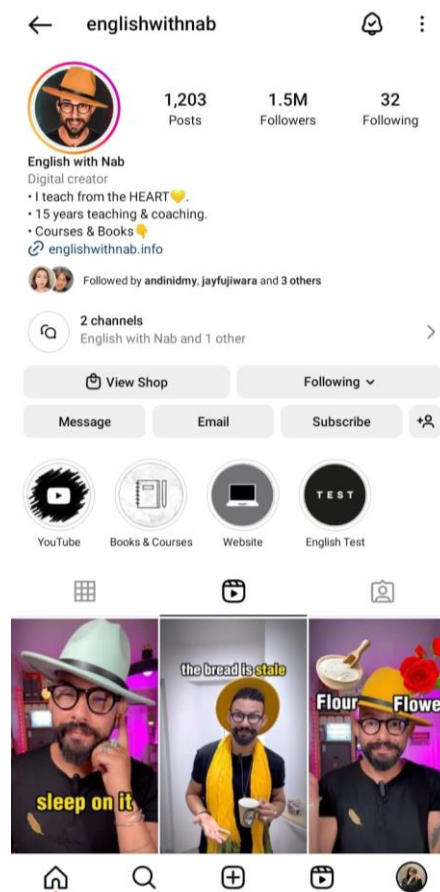 englishwithnab
1,203
Posts
1.5M
Followers
32
Following
English with Nab
Digital creator
• I teach from the HEART💛.
• 15 years teaching & coaching.
• Courses & Books👇
englishwithnab.info
Followed by andinidmy, jayfujiwara and 3 others
2 channels
English with Nab and 1 other
View Shop
Following
Message
Email
Subscribe
YouTube
Books & Courses
Website
TEST
English Test
sleep on it
the bread is stale
Flour
Flowe